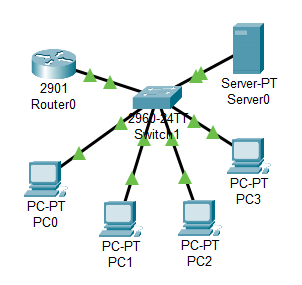 2901
Router0
Server-PT
Server0
2960-24TT
Switch1
PC-PT
PC0
PC-PT
PC1
PC-PT
PC2
PC-PT
PC3